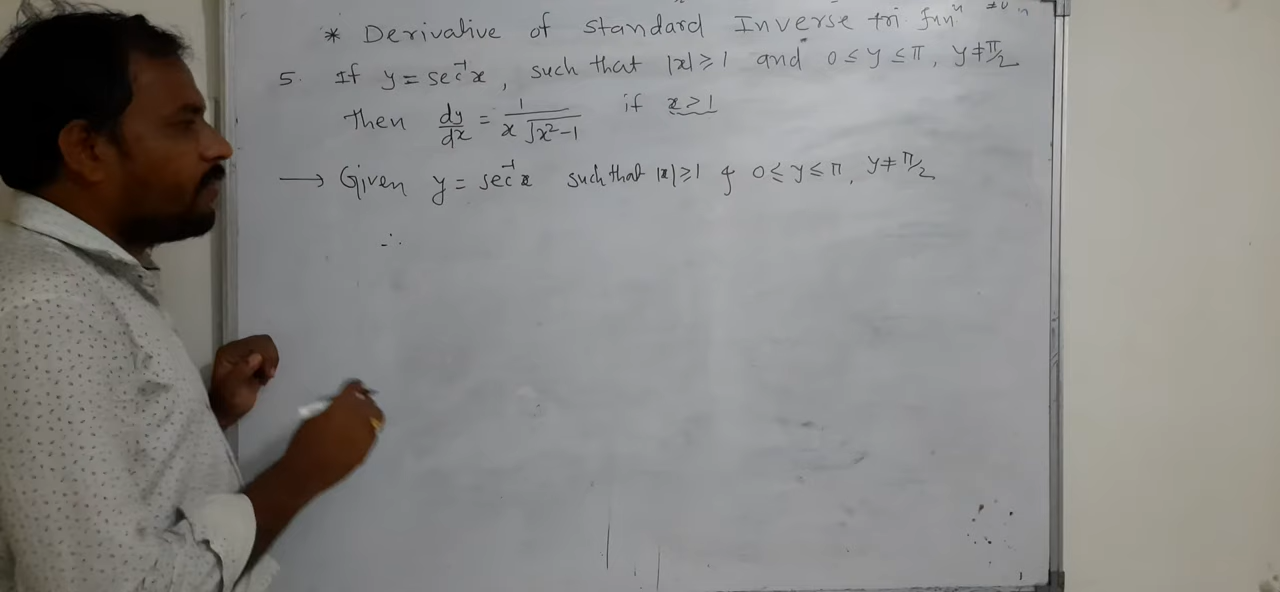 * Derivative of standard Inverse tri funⁿ
5. If y = sec⁻¹x, such that |x| ≥ 1 and 0 ≤ y ≤ π, y ≠ π/2
Then dy/dx = 1/(x √(x²-1)) if x > 1
→ Given y = sec⁻¹x such that |x| ≥ 1 & 0 ≤ y ≤ π, y ≠ π/2
∴